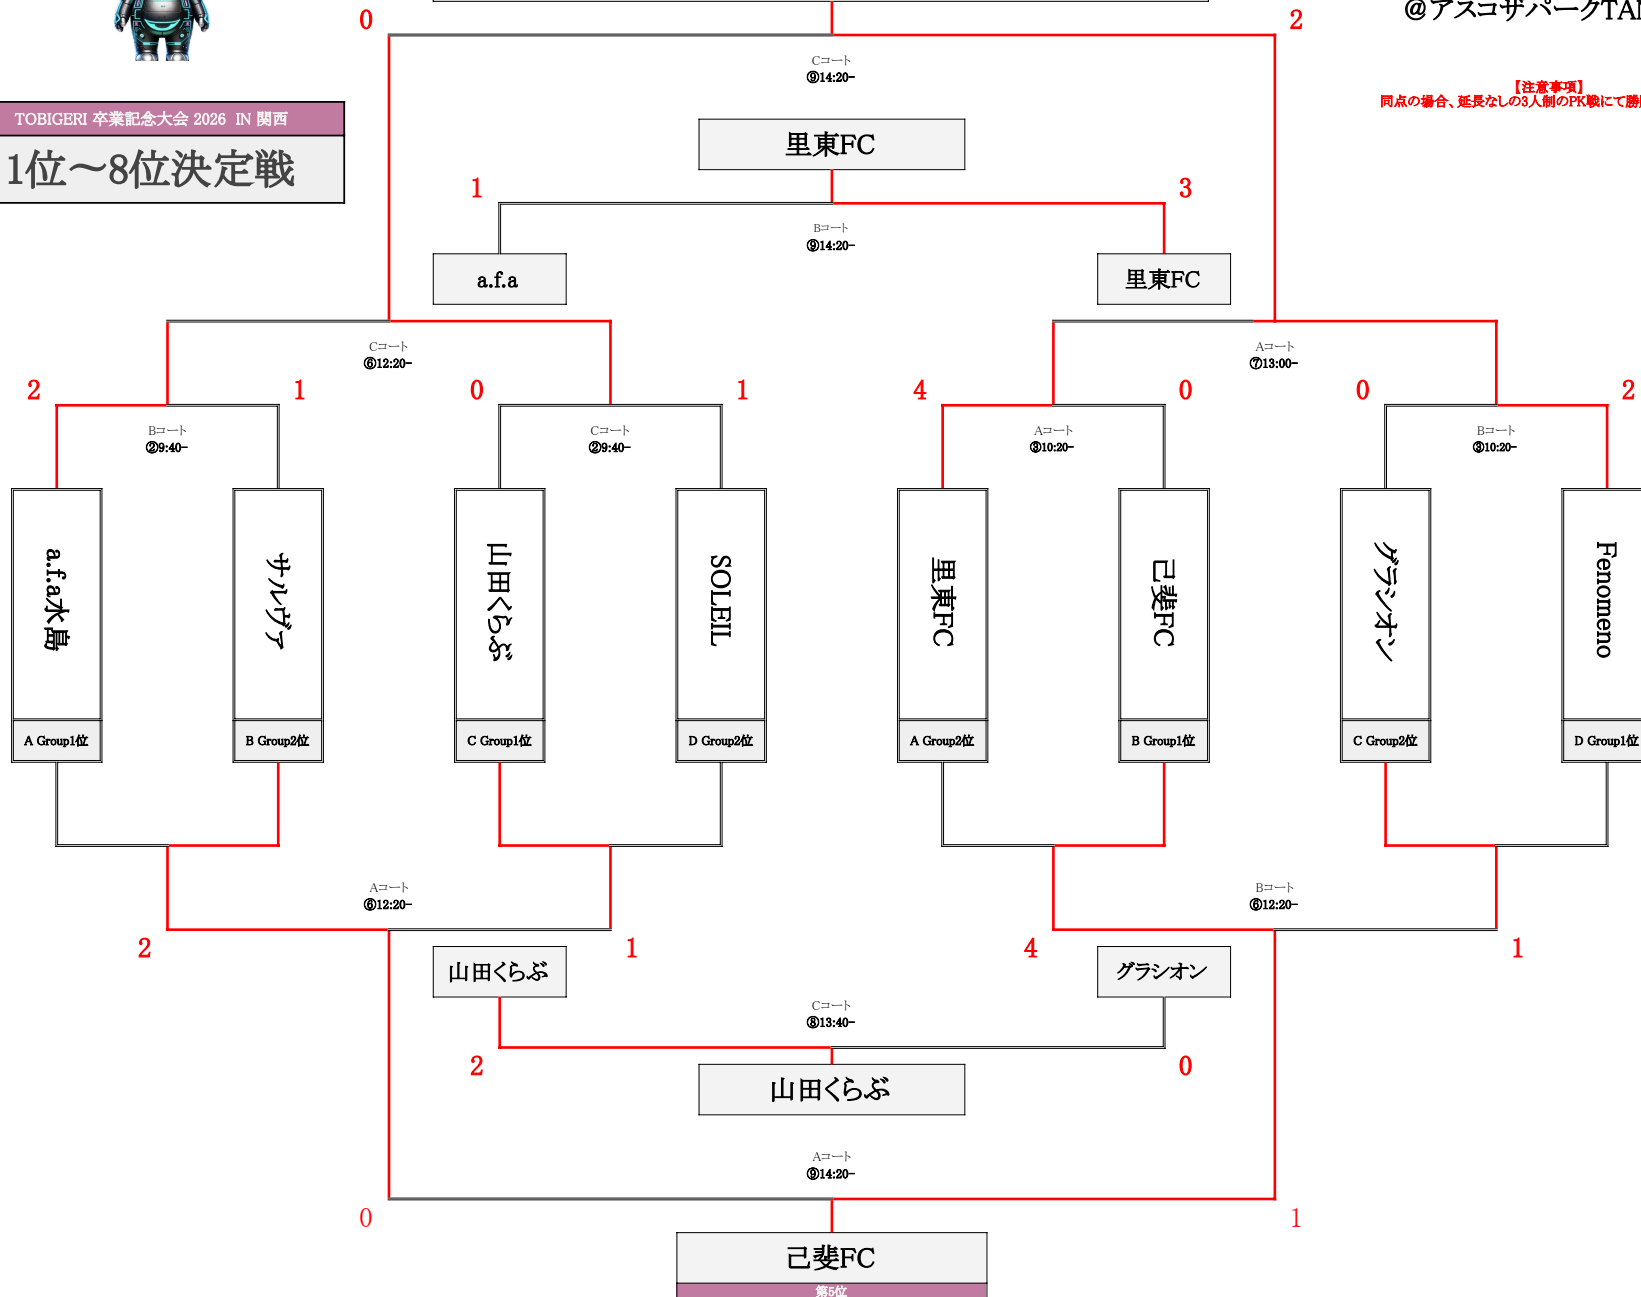 0
2
@アスコザパークTAN
Cコート
⑨14:20-
【注意事項】
同点の場合、延長なしの3人制のPK戦にて勝
TOBIGERI 卒業記念大会 2026 IN 関西
1位～8位決定戦
里東FC
1
3
Bコート
⑨14:20-
a.f.a
里東FC
Cコート
⑥12:20-
Aコート
⑦13:00-
2
1
0
1
4
0
0
2
Bコート
②9:40-
Cコート
②9:40-
Aコート
③10:20-
Bコート
③10:20-
a.f.a水島
サルヴァ
山田くらぶ
SOLEIL
里東FC
己斐FC
グラシオン
Fenomeno
A Group1位
B Group2位
C Group1位
D Group2位
A Group2位
B Group1位
C Group2位
D Group1位
Aコート
⑥12:20-
Bコート
⑥12:20-
2
1
4
1
山田くらぶ
グラシオン
Cコート
⑧13:40-
2
0
山田くらぶ
Aコート
⑨14:20-
0
1
己斐FC
第5位